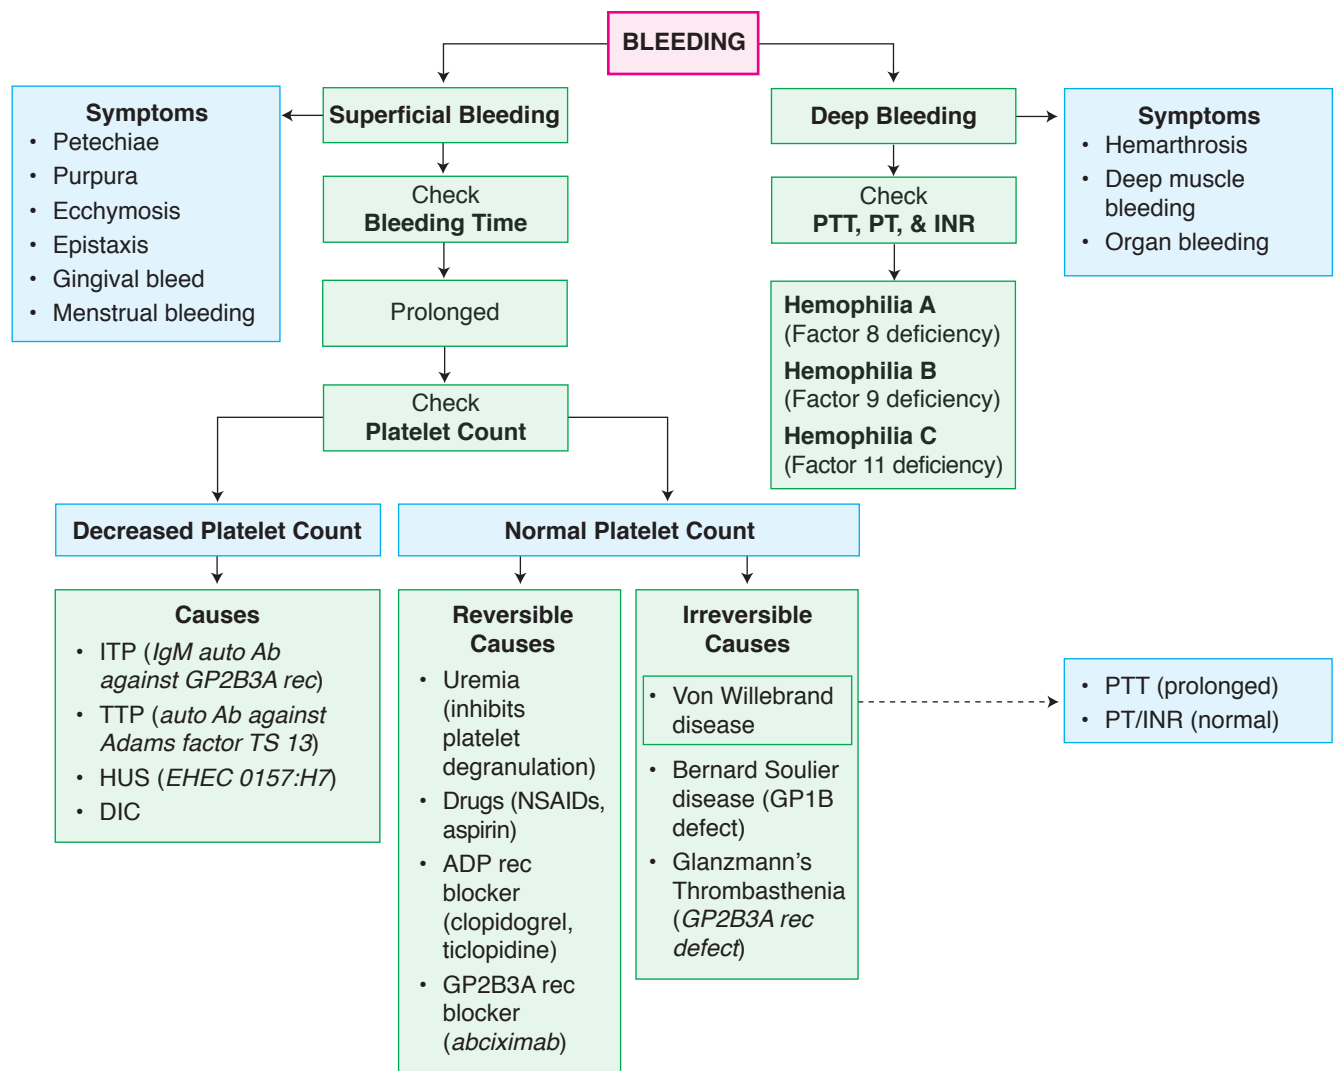 BLEEDING
Superficial Bleeding
Deep Bleeding
Symptoms
• Petechiae
• Purpura
• Ecchymosis
• Epistaxis
• Gingival bleed
• Menstrual bleeding
Symptoms
• Hemarthrosis
• Deep muscle
bleeding
• Organ bleeding
Check
Bleeding Time
Check
PTT, PT, & INR
Prolonged
Hemophilia A
(Factor 8 deficiency)
Hemophilia B
(Factor 9 deficiency)
Hemophilia C
(Factor 11 deficiency)
Check
Platelet Count
Decreased Platelet Count
Normal Platelet Count
Causes
• ITP (IgM auto Ab
against GP2B3A rec)
• TTP (auto Ab against
Adams factor TS 13)
• HUS (EHEC 0157:H7)
• DIC
Reversible
Causes
• Uremia
(inhibits
platelet
degranulation)
• Drugs (NSAIDs,
aspirin)
• ADP rec
blocker
(clopidogrel,
ticlopidine)
• GP2B3A rec
blocker
(abciximab)
Irreversible
Causes
• Von Willebrand
disease
• Bernard Soulier
disease (GP1B
defect)
• Glanzmann’s
Thrombasthenia
(GP2B3A rec
defect)
• PTT (prolonged)
• PT/INR (normal)